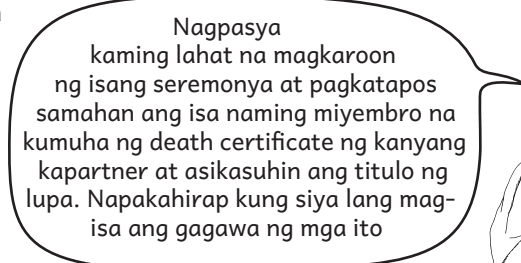 Nagpasya
kaming lahat na magkaroon
ng isang seremonya at pagkatapos
samahan ang isa naming miyembro na
kumuha ng death certificate ng kanyang
kapartner at asikasuhin ang titulo ng
lupa. Napakahirap kung siya lang mag-
isa ang gagawa ng mga ito